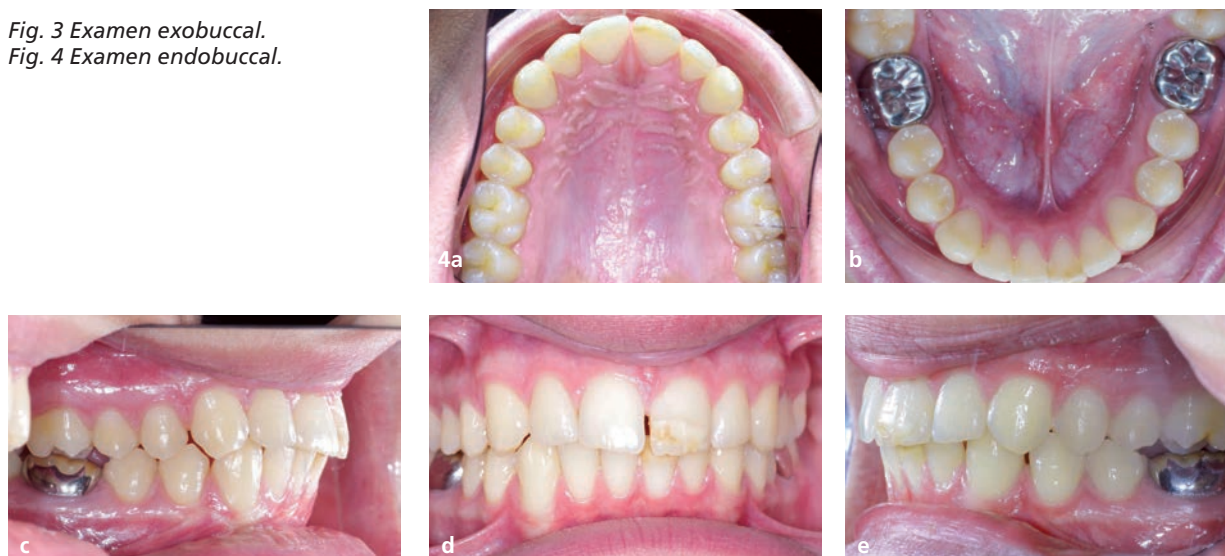 Fig. 3 Examen exobuccal.
Fig. 4 Examen endobuccal.
4a
b
c
d
e